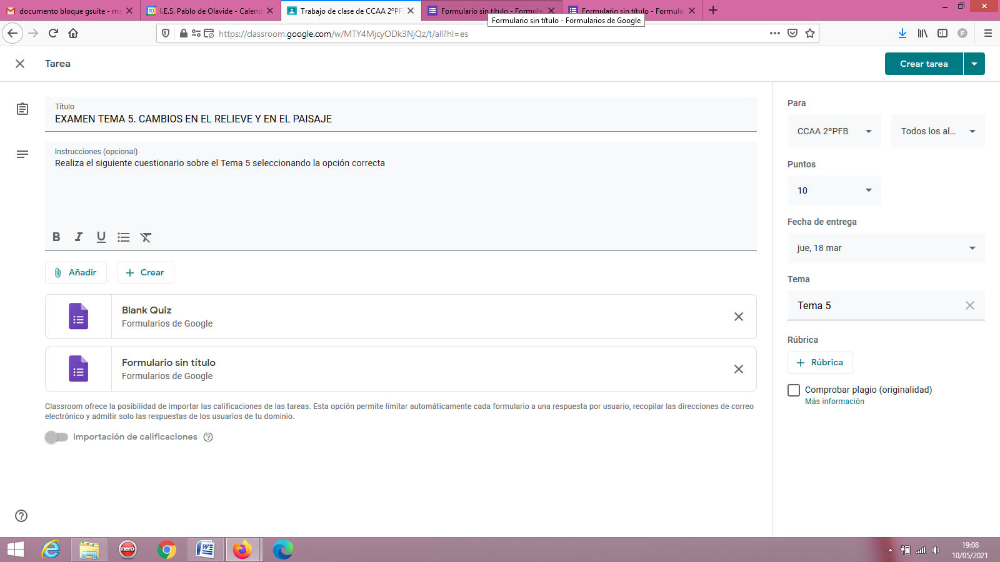 documento bloque gsuite - ma
I.E.S. Pablo de Olavide - Calend
Trabajo de clase de CCAA 2ºPF
Formulario sin título - Formula
Formulario sin título - Formula
Formulario sin título - Formularios de Google
https://classroom.google.com/w/MTY4MjcyODk3NjQz/t/all?hl=es
Tarea
Crear tarea
Título
EXAMEN TEMA 5. CAMBIOS EN EL RELIEVE Y EN EL PAISAJE
Instrucciones (opcional)
Realiza el siguiente cuestionario sobre el Tema 5 seleccionando la opción correcta
B I U
Añadir
Crear
Blank Quiz
Formularios de Google
Formulario sin título
Formularios de Google
Classroom ofrece la posibilidad de importar las calificaciones de las tareas. Esta opción permite limitar automáticamente cada formulario a una respuesta por usuario, recopilar las direcciones de correo
electrónico y admitir solo las respuestas de los usuarios de tu dominio.
Importación de calificaciones
Para
CCAA 2ºPFB
Todos los al...
Puntos
10
Fecha de entrega
jue, 18 mar
Tema
Tema 5
Rúbrica
Rúbrica
Comprobar plagio (originalidad)
Más información
nero
19:08
10/05/2021